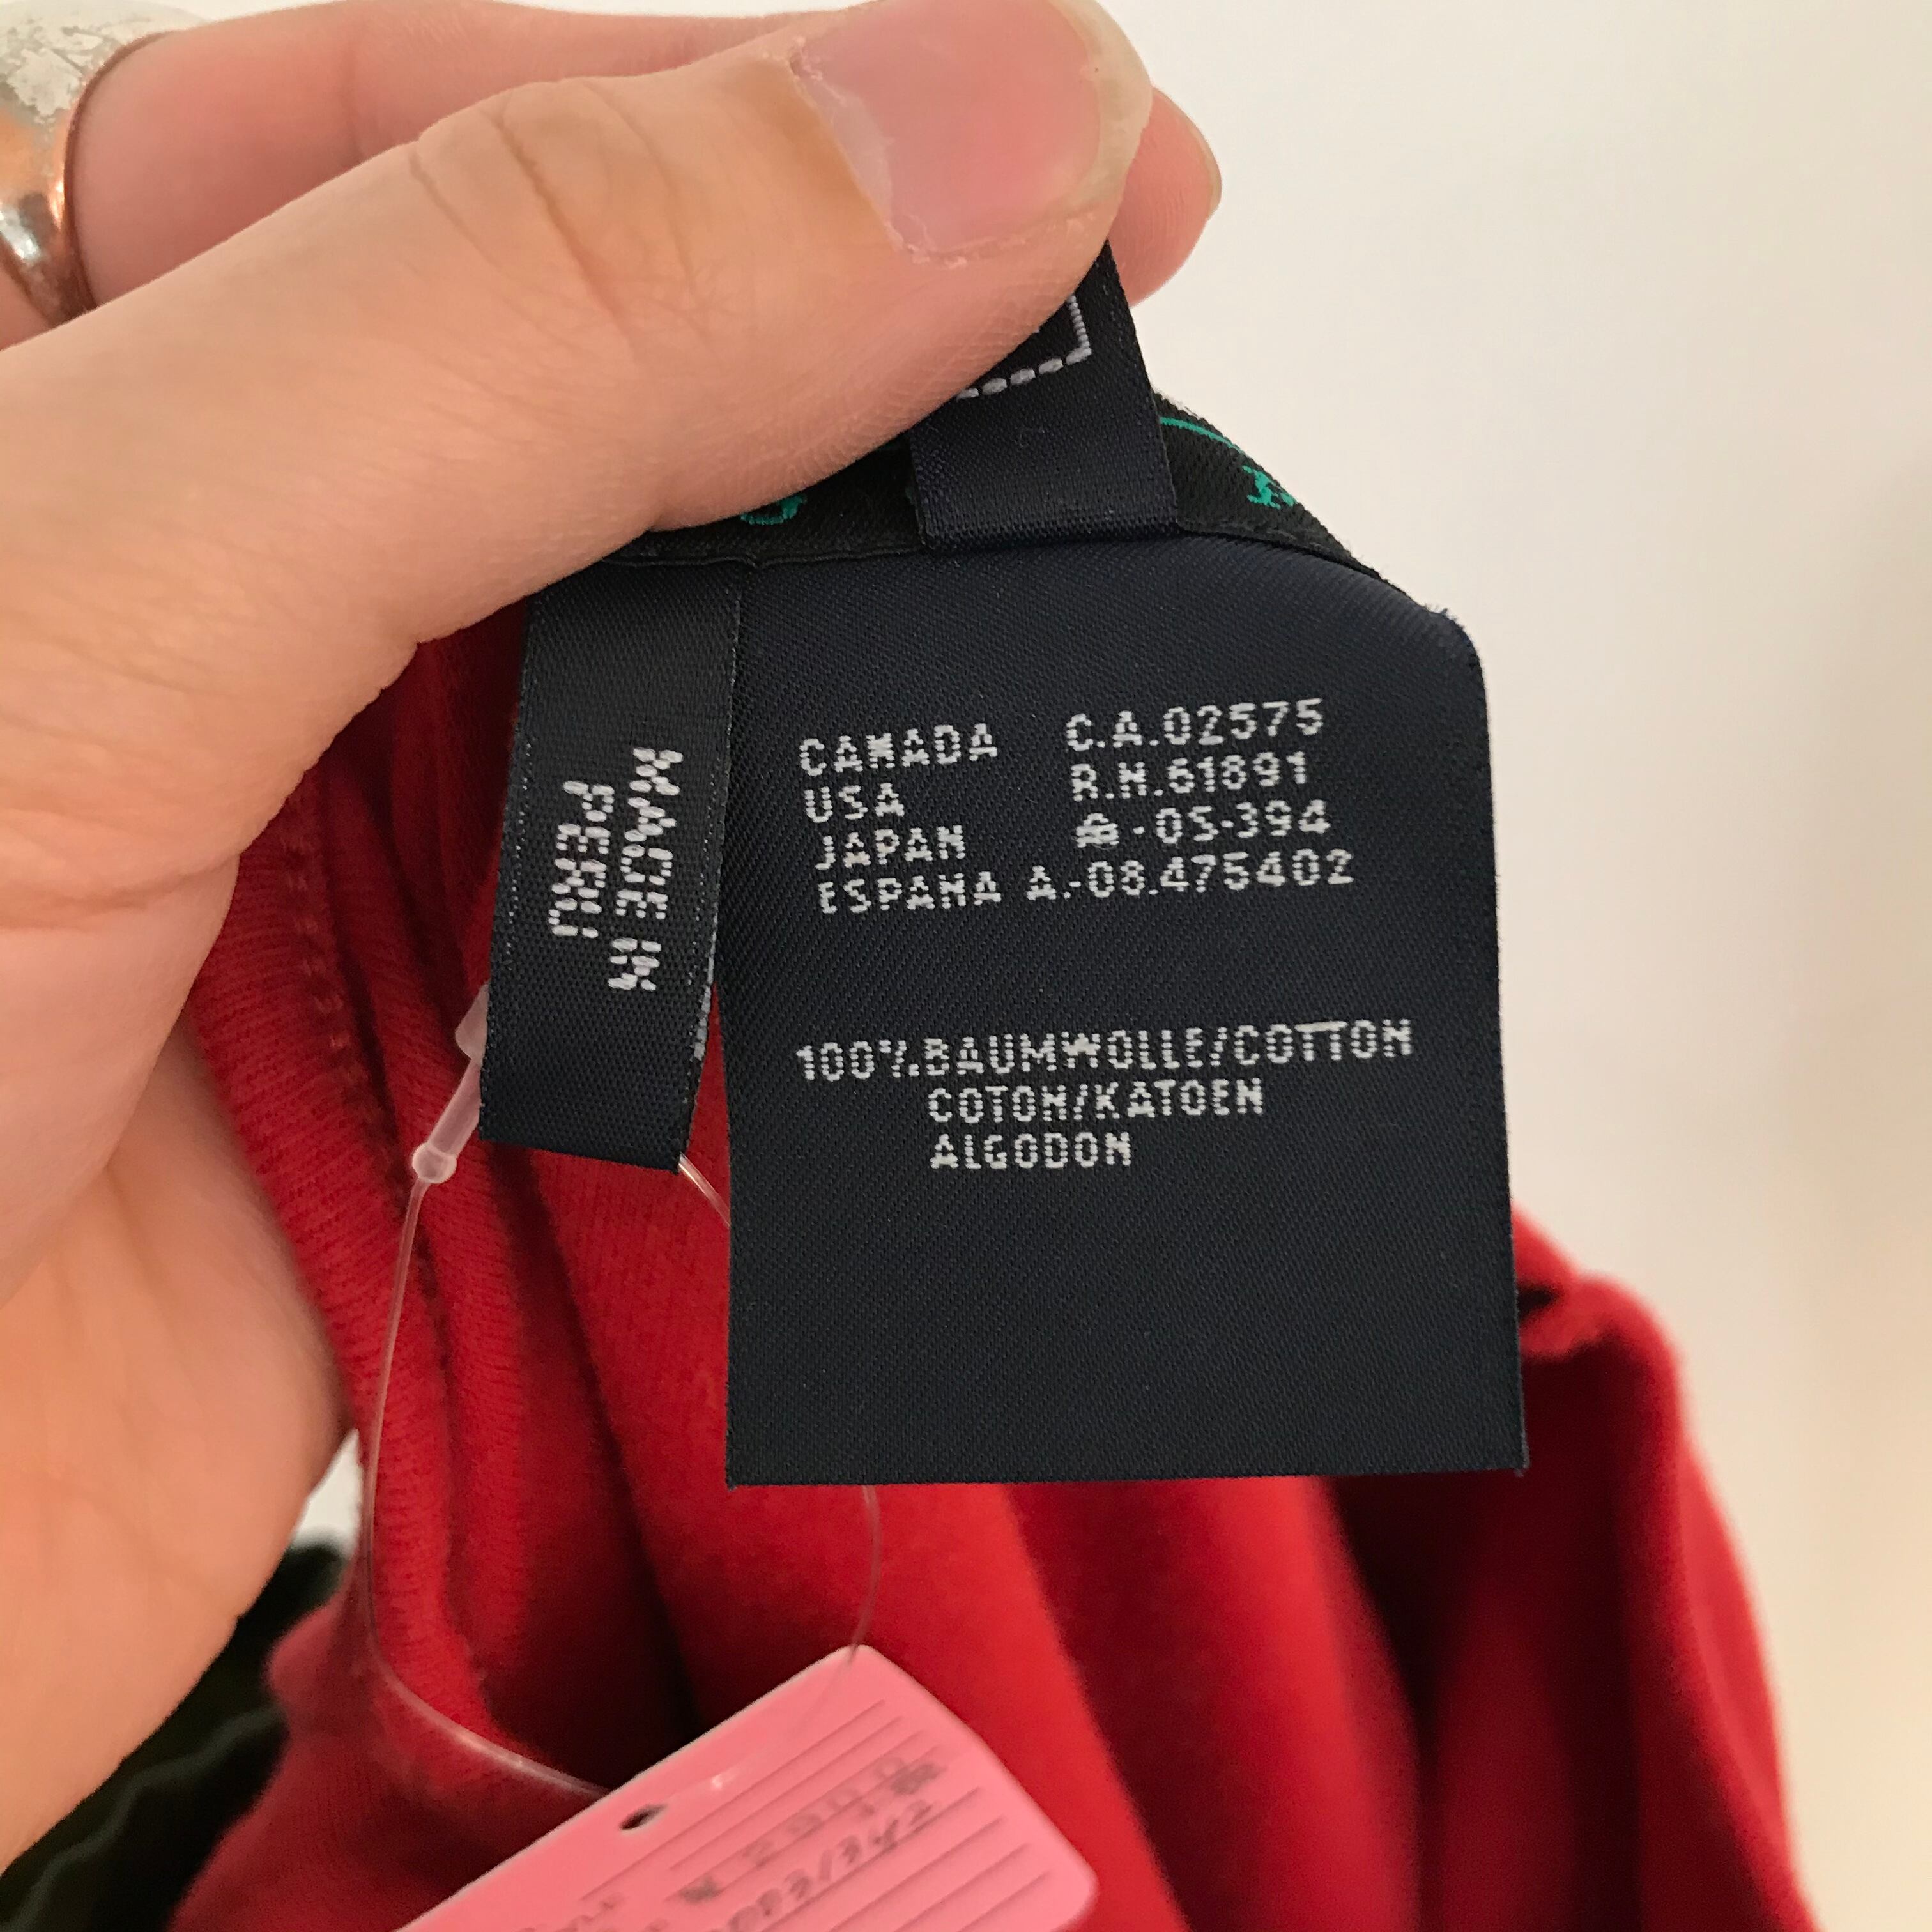 MADE IN
PERU
CANADA C.A.02575
USA R.N.61891
JAPAN -05-394
ESPANA A.-08.475402
100% BAUMWOLLE/COTTON
COTON/KATOEN
ALGODON